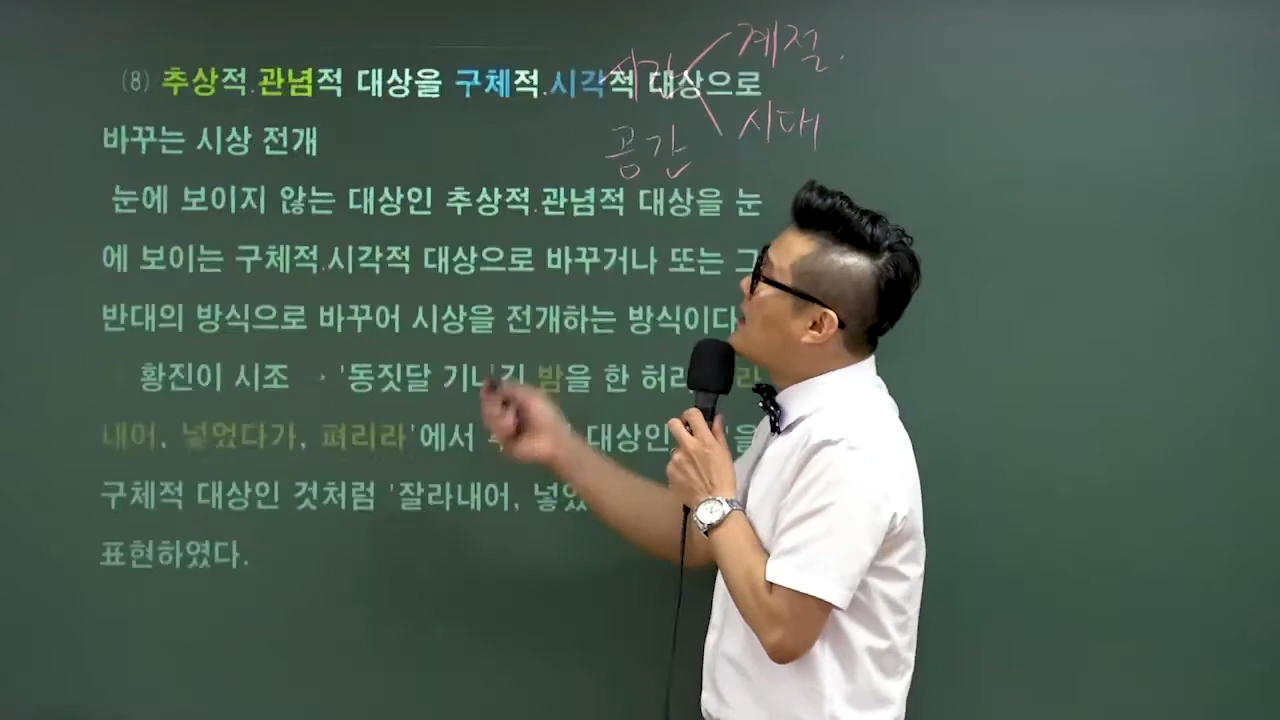 (8) 추상적.관념적 대상을 구체적.시각적 대상으로
바꾸는 시상 전개
눈에 보이지 않는 대상인 추상적.관념적 대상을 눈
에 보이는 구체적.시각적 대상으로 바꾸거나 또는 그
반대의 방식으로 바꾸어 시상을 전개하는 방식이다
황진이 시조 → '동짓달 기나긴 밤을 한 허리
내어, 넣었다가, 펴리라'에서 대상인 '을
구체적 대상인 것처럼 '잘라내어,
표현하였다.
시간
계절.
시대
공간